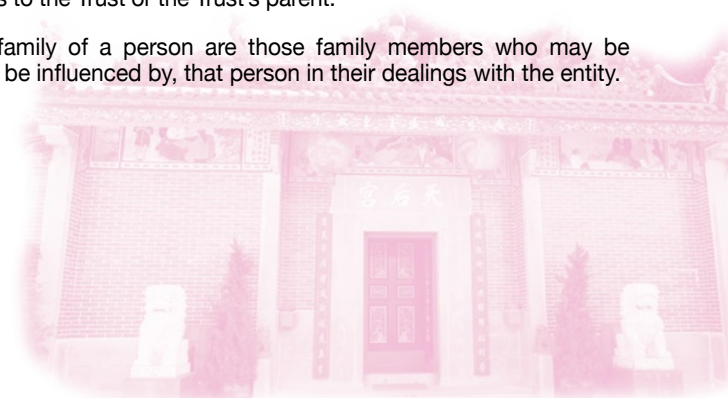 s to the Trust or the Trust's parent.
family of a person are those family members who may be
be influenced by, that person in their dealings with the entity.
天后宮